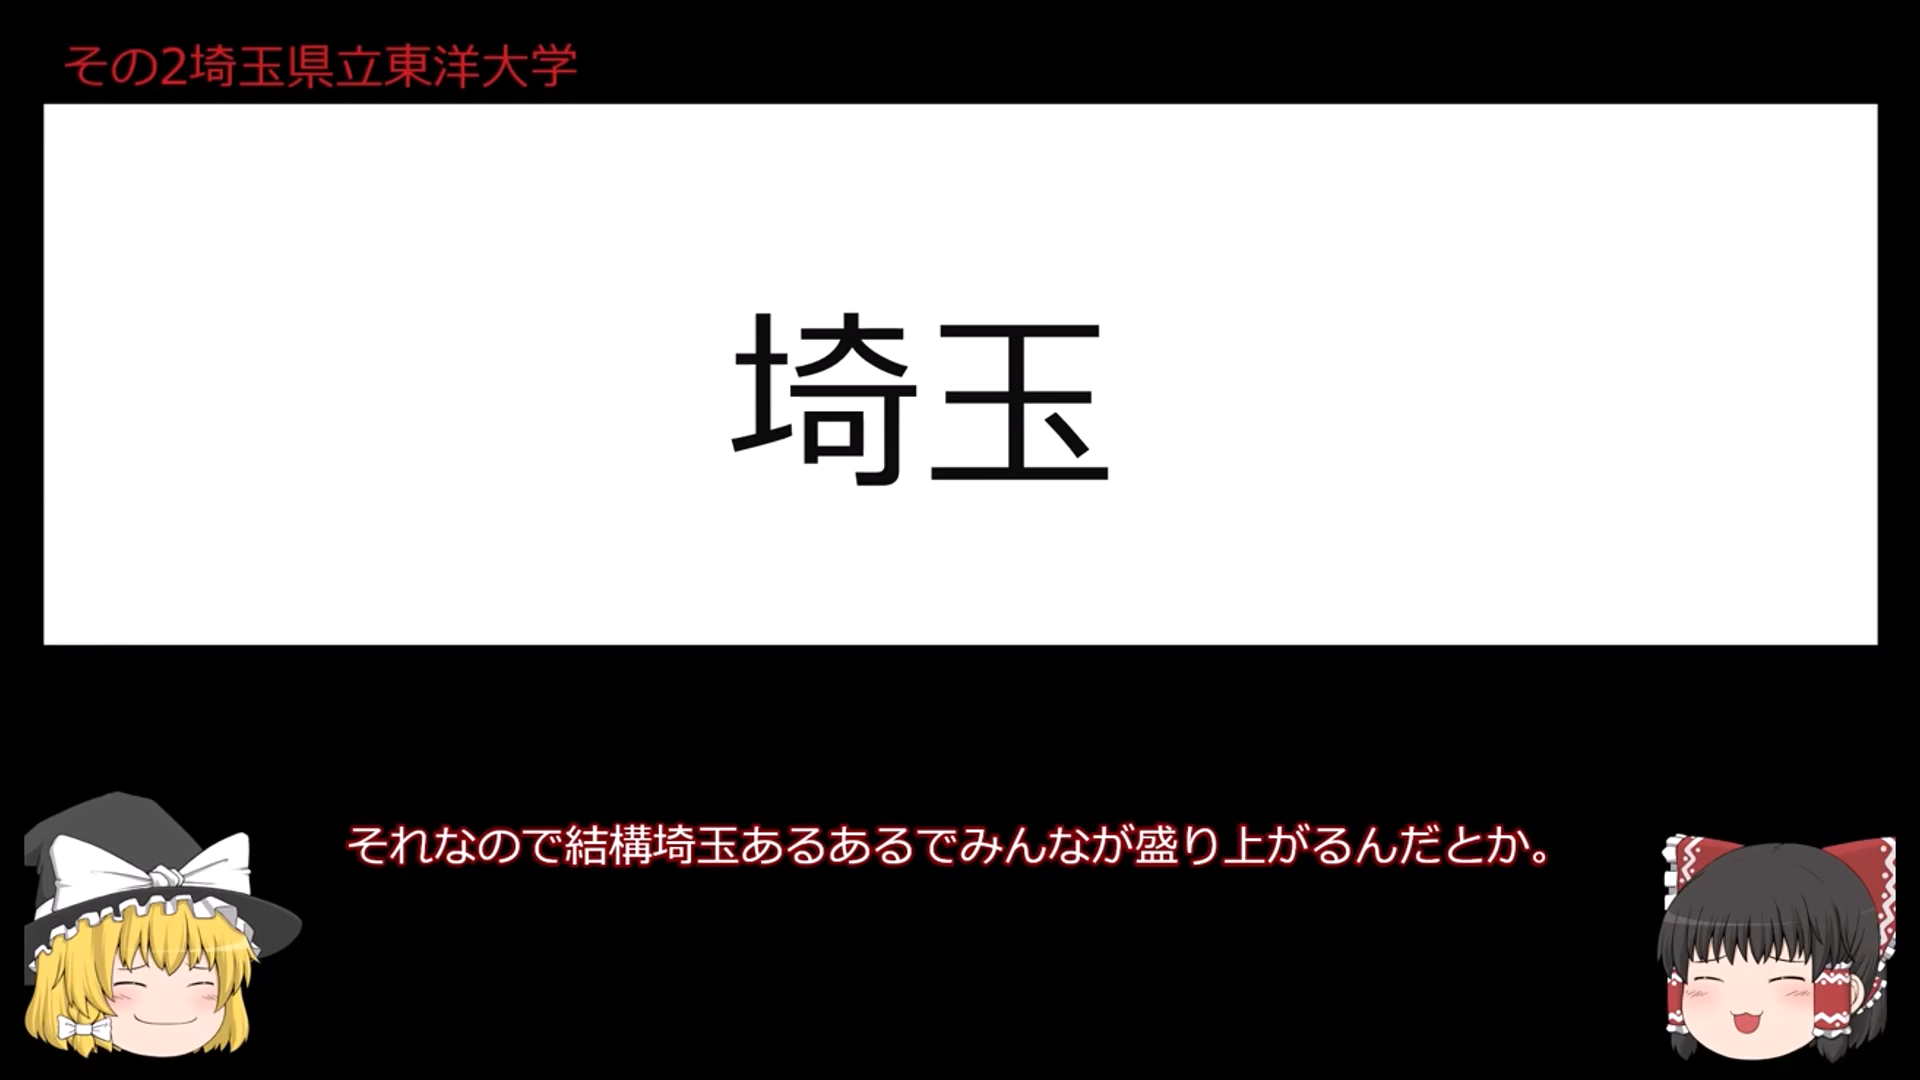 その2埼玉県立東洋大学
埼玉
それなので結構埼玉あるあるでみんなが盛り上がるんだとか。